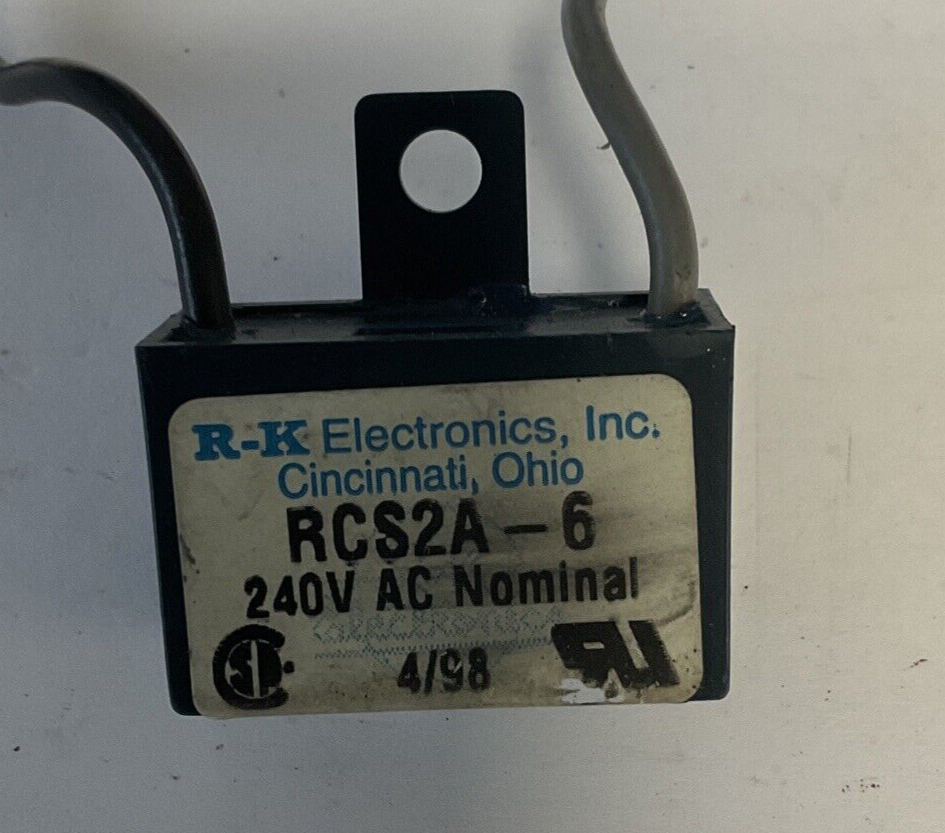 R-K Electronics, Inc.
Cincinnati, Ohio
RCS2A-6
240V AC Nominal
4/98